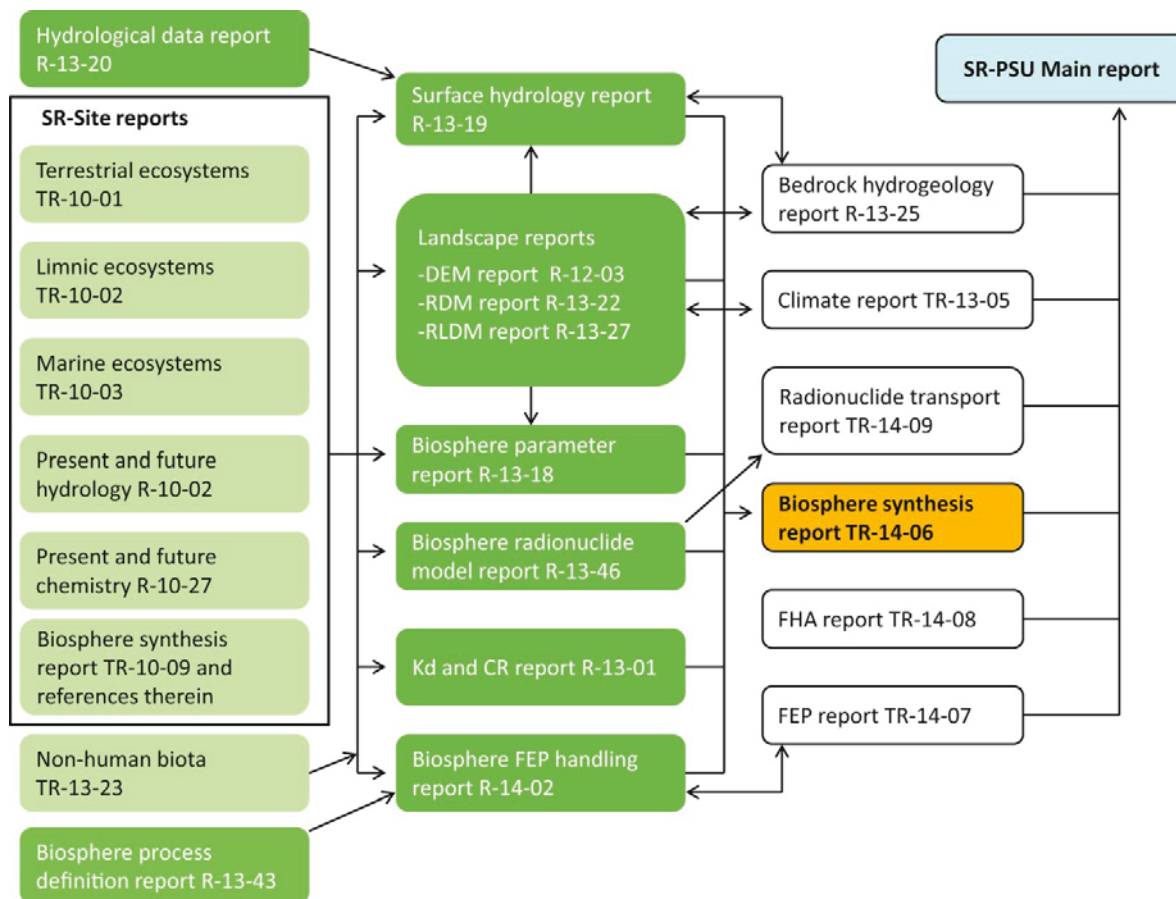 Hydrological data report
R-13-20
SR-Site reports
Terrestrial ecosystems
TR-10-01
Limnic ecosystems
TR-10-02
Marine ecosystems
TR-10-03
Present and future
hydrology R-10-02
Present and future
chemistry R-10-27
Biosphere synthesis
report TR-10-09 and
references therein
Non-human biota
TR-13-23
Biosphere process
definition report R-13-43
Surface hydrology report
R-13-19
Landscape reports
-DEM report R-12-03
-RDM report R-13-22
-RLDM report R-13-27
Biosphere parameter
report R-13-18
Biosphere radionuclide
model report R-13-46
Kd and CR report R-13-01
Biosphere FEP handling
report R-14-02
SR-PSU Main report
Bedrock hydrogeology
report R-13-25
Climate report TR-13-05
Radionuclide transport
report TR-14-09
Biosphere synthesis
report TR-14-06
FHA report TR-14-08
FEP report TR-14-07